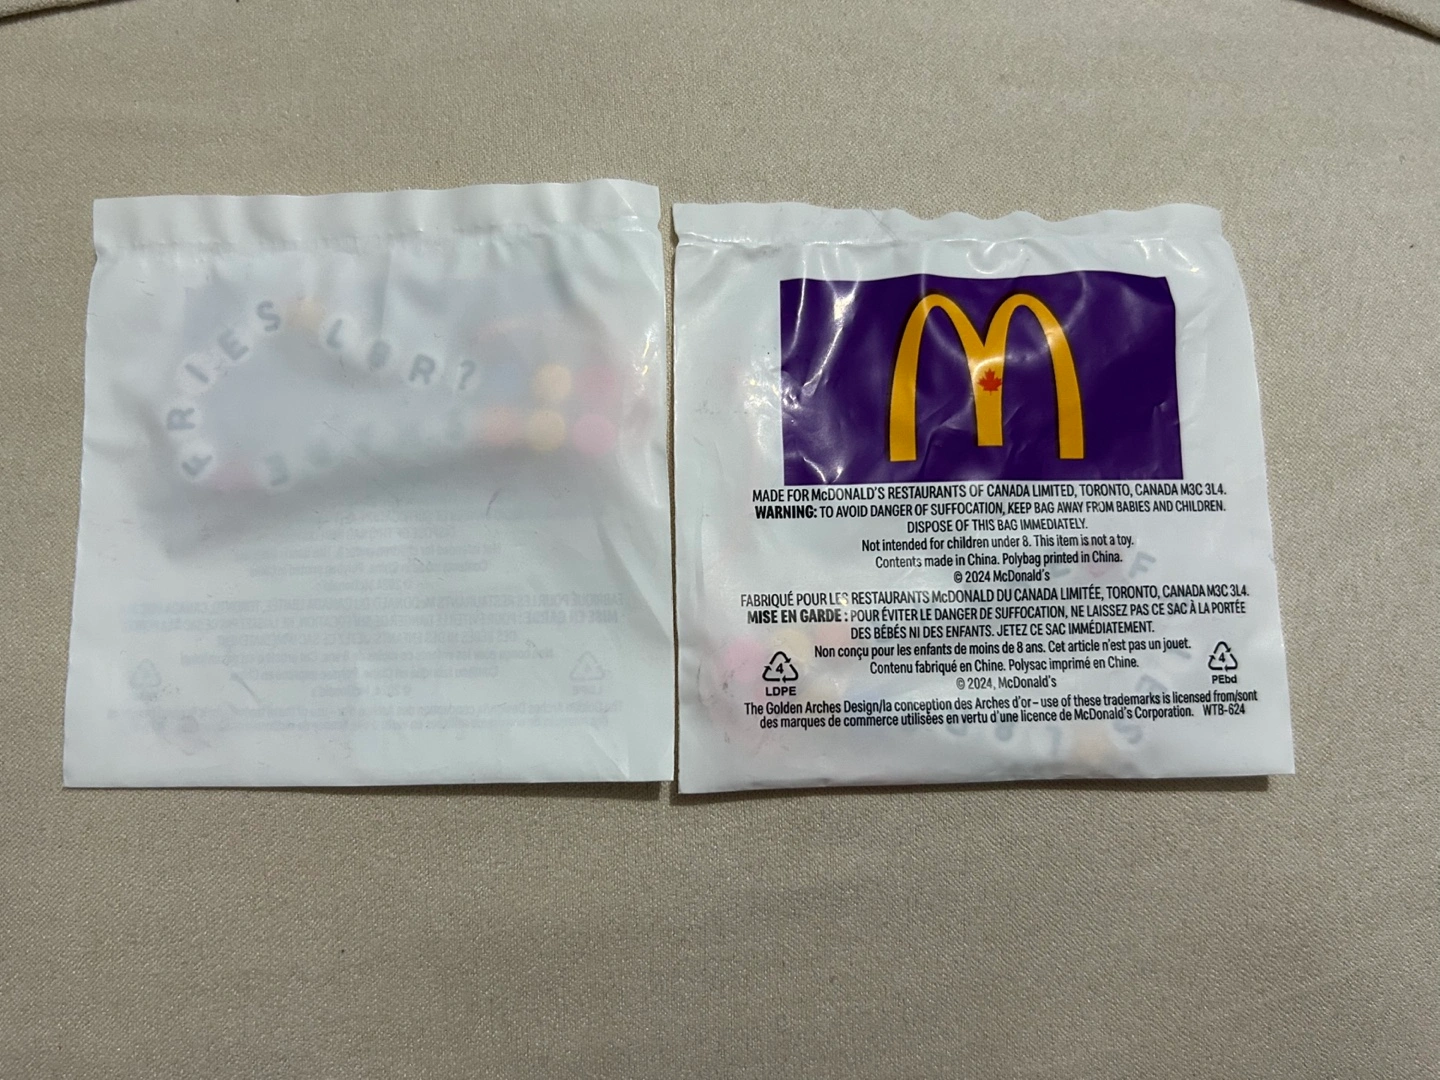 FRIES LOR?
MADE FOR McDONALD'S RESTAURANTS OF CANADA LIMITED, TORONTO, CANADA M3C 3L4.
WARNING: TO AVOID DANGER OF SUFFOCATION, KEEP BAG AWAY FROM BABIES AND CHILDREN.
DISPOSE OF THIS BAG IMMEDIATELY.
Not intended for children under 8. This item is not a toy.
Contents made in China. Polybag printed in China.
© 2024 McDonald's
FABRIQUÉ POUR LES RESTAURANTS McDONALD DU CANADA LIMITÉE, TORONTO, CANADA M3C 3L4.
MISE EN GARDE : POUR ÉVITER LE DANGER DE SUFFOCATION, NE LAISSEZ PAS CE SAC À LA PORTÉE
DES BÉBÉS NI DES ENFANTS. JETEZ CE SAC IMMÉDIATEMENT.
Non conçu pour les enfants de moins de 8 ans. Cet article n'est pas un jouet.
Contenu fabriqué en Chine. Polysac imprimé en Chine.
© 2024, McDonald's
4
LDPE
4
PEbd
The Golden Arches Design/la conception des Arches d'or – use of these trademarks is licensed from/sont
des marques de commerce utilisées en vertu d'une licence de McDonald's Corporation. WTB-624